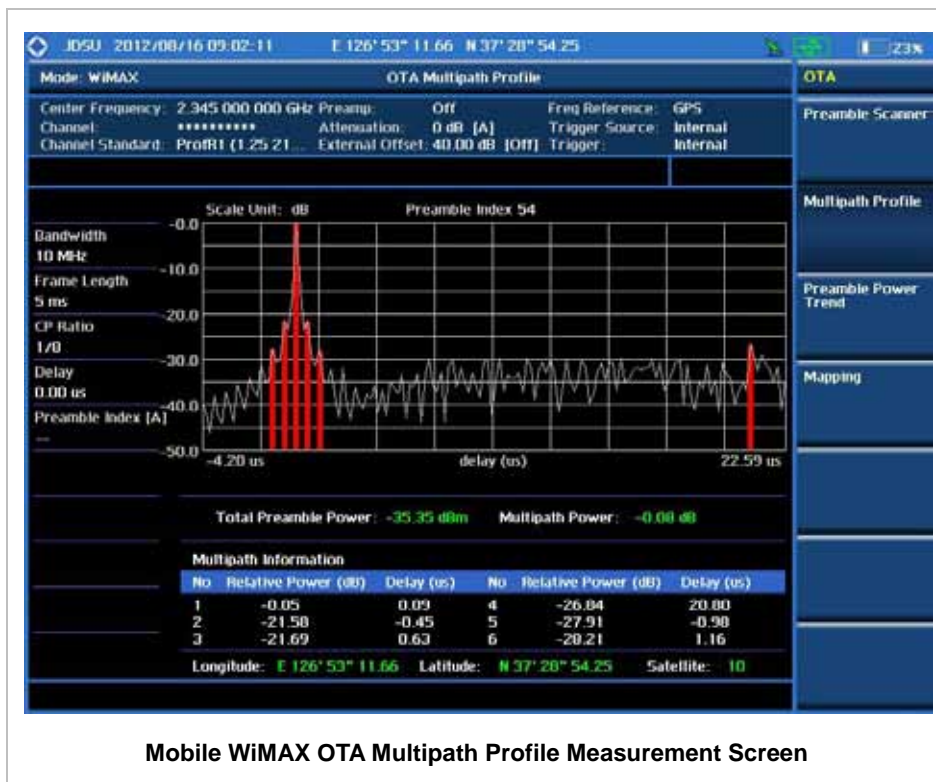 JDSU 2012/08/16 09:02:11 E 126' 53" 11.66 N 37' 28" 54.25 23%
Mode: WiMAX OTA Multipath Profile OTA
Center Frequency: 2.345 000 000 GHz Preamp: Off Freq Reference: GPS
Channel: ********** Attenuation: 0 dB [A] Trigger Source: Internal
Channel Standard: ProfR1 (1.25 21... External Offset: 40.00 dB [Off] Trigger: Internal
Preamble Scanner
Multipath Profile
Preamble Power
Trend
Mapping
Scale Unit: dB Preamble Index 54
Bandwidth
10 MHz
Frame Length
5 ms
CP Ratio
1/8
Delay
0.00 us
Preamble Index [A]
--
-0.0
-10.0
-20.0
-30.0
-40.0
-50.0
-4.20 us delay (us) 22.59 us
Total Preamble Power: -35.35 dBm Multipath Power: -0.08 dB
Multipath Information
No Relative Power (dB) Delay (us) No Relative Power (dB) Delay (us)
1 -0.05 0.09 4 -26.84 20.80
2 -21.58 -0.45 5 -27.91 -0.98
3 -21.69 0.63 6 -28.21 1.16
Longitude: E 126' 53" 11.66 Latitude: N 37' 28" 54.25 Satellite: 10
Mobile WiMAX OTA Multipath Profile Measurement Screen